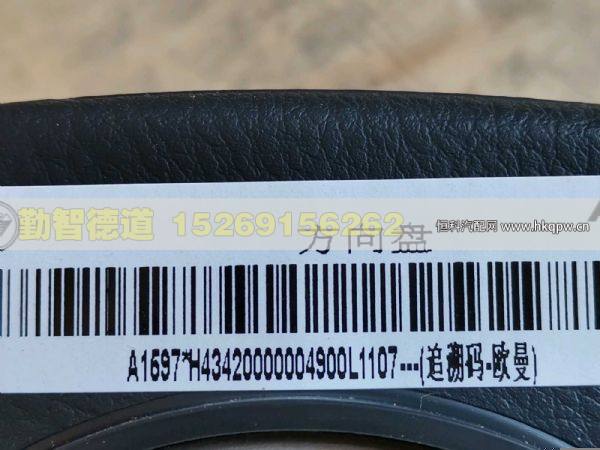 勤智德道 15269156262
方向盘
恒科汽配网 www.hkqpw.cn
A1697*H43420000004900L1107---(追溯码-欧曼)